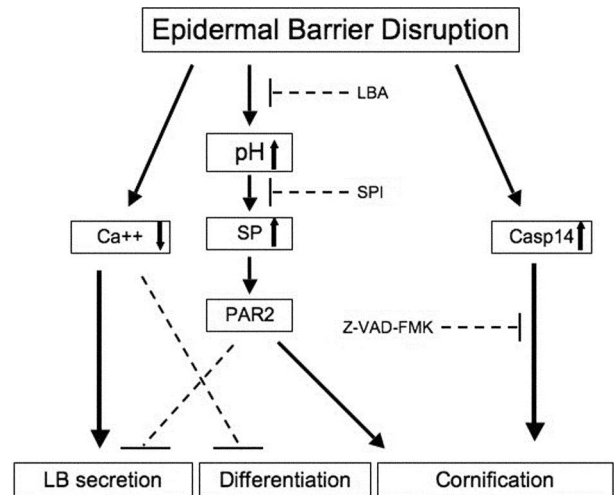 Epidermal Barrier Disruption
LBA
pH
SPI
Ca++
SP
Casp14
PAR2
Z-VAD-FMK
LB secretion
Differentiation
Cornification